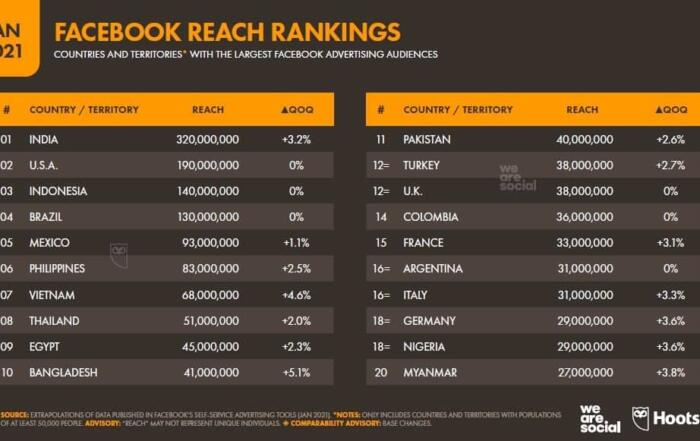 JAN
2021
FACEBOOK REACH RANKINGS
COUNTRIES AND TERRITORIES* WITH THE LARGEST FACEBOOK ADVERTISING AUDIENCES
# COUNTRY / TERRITORY REACH ▲QOQ
01 INDIA 320,000,000 +3.2%
02 U.S.A. 190,000,000 0%
03 INDONESIA 140,000,000 0%
04 BRAZIL 130,000,000 0%
05 MEXICO 93,000,000 +1.1%
06 PHILIPPINES 83,000,000 +2.5%
07 VIETNAM 68,000,000 +4.6%
08 THAILAND 51,000,000 +2.0%
09 EGYPT 45,000,000 +2.3%
10 BANGLADESH 41,000,000 +5.1%
# COUNTRY / TERRITORY REACH ▲QOQ
11 PAKISTAN 40,000,000 +2.6%
12= TURKEY 38,000,000 +2.7%
12= U.K. 38,000,000 0%
14 COLOMBIA 36,000,000 0%
15 FRANCE 33,000,000 +3.1%
16= ARGENTINA 31,000,000 0%
16= ITALY 31,000,000 +3.3%
18= GERMANY 29,000,000 +3.6%
18= NIGERIA 29,000,000 +3.6%
20 MYANMAR 27,000,000 +3.8%
we
are
social
SOURCE: EXTRAPOLATIONS OF DATA PUBLISHED IN FACEBOOK'S SELF-SERVICE ADVERTISING TOOLS (JAN 2021). *NOTES: ONLY INCLUDES COUNTRIES AND TERRITORIES WITH POPULATIONS
OF AT LEAST 50,000 PEOPLE. ADVISORY: "REACH" MAY NOT REPRESENT UNIQUE INDIVIDUALS. COMPARABILITY ADVISORY: BASE CHANGES.
we
are
social
Hoots